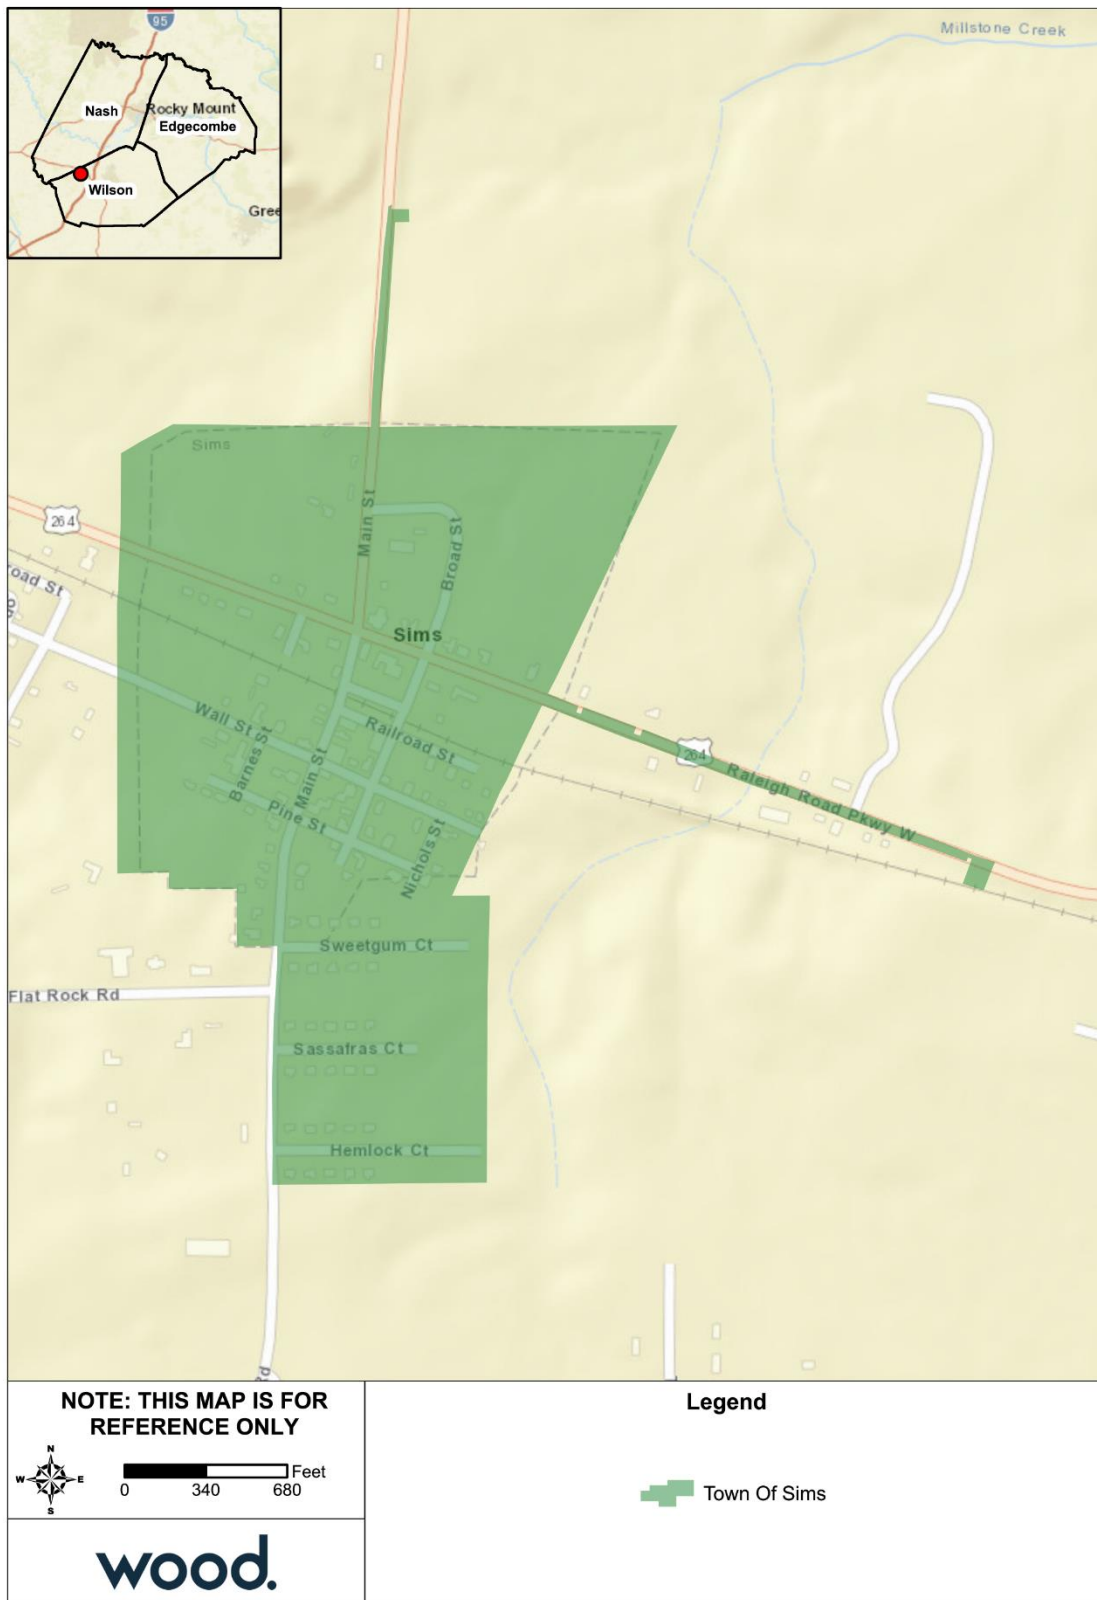 95
Nash
Rocky Mount
Edgecombe
Wilson
Gree
Millstone Creek
Sims
264
road St
Main St
Broad St
Sims
Wall St
Barnes St
Railroad St
Main St
Pine St
Nichols St
264
Raleigh Road Pkwy W
Sweetgum Ct
Flat Rock Rd
Sassafras Ct
Hemlock Ct
Rd
NOTE: THIS MAP IS FOR
REFERENCE ONLY
N
W E
S
Feet
0 340 680
wood.
Legend
Town Of Sims